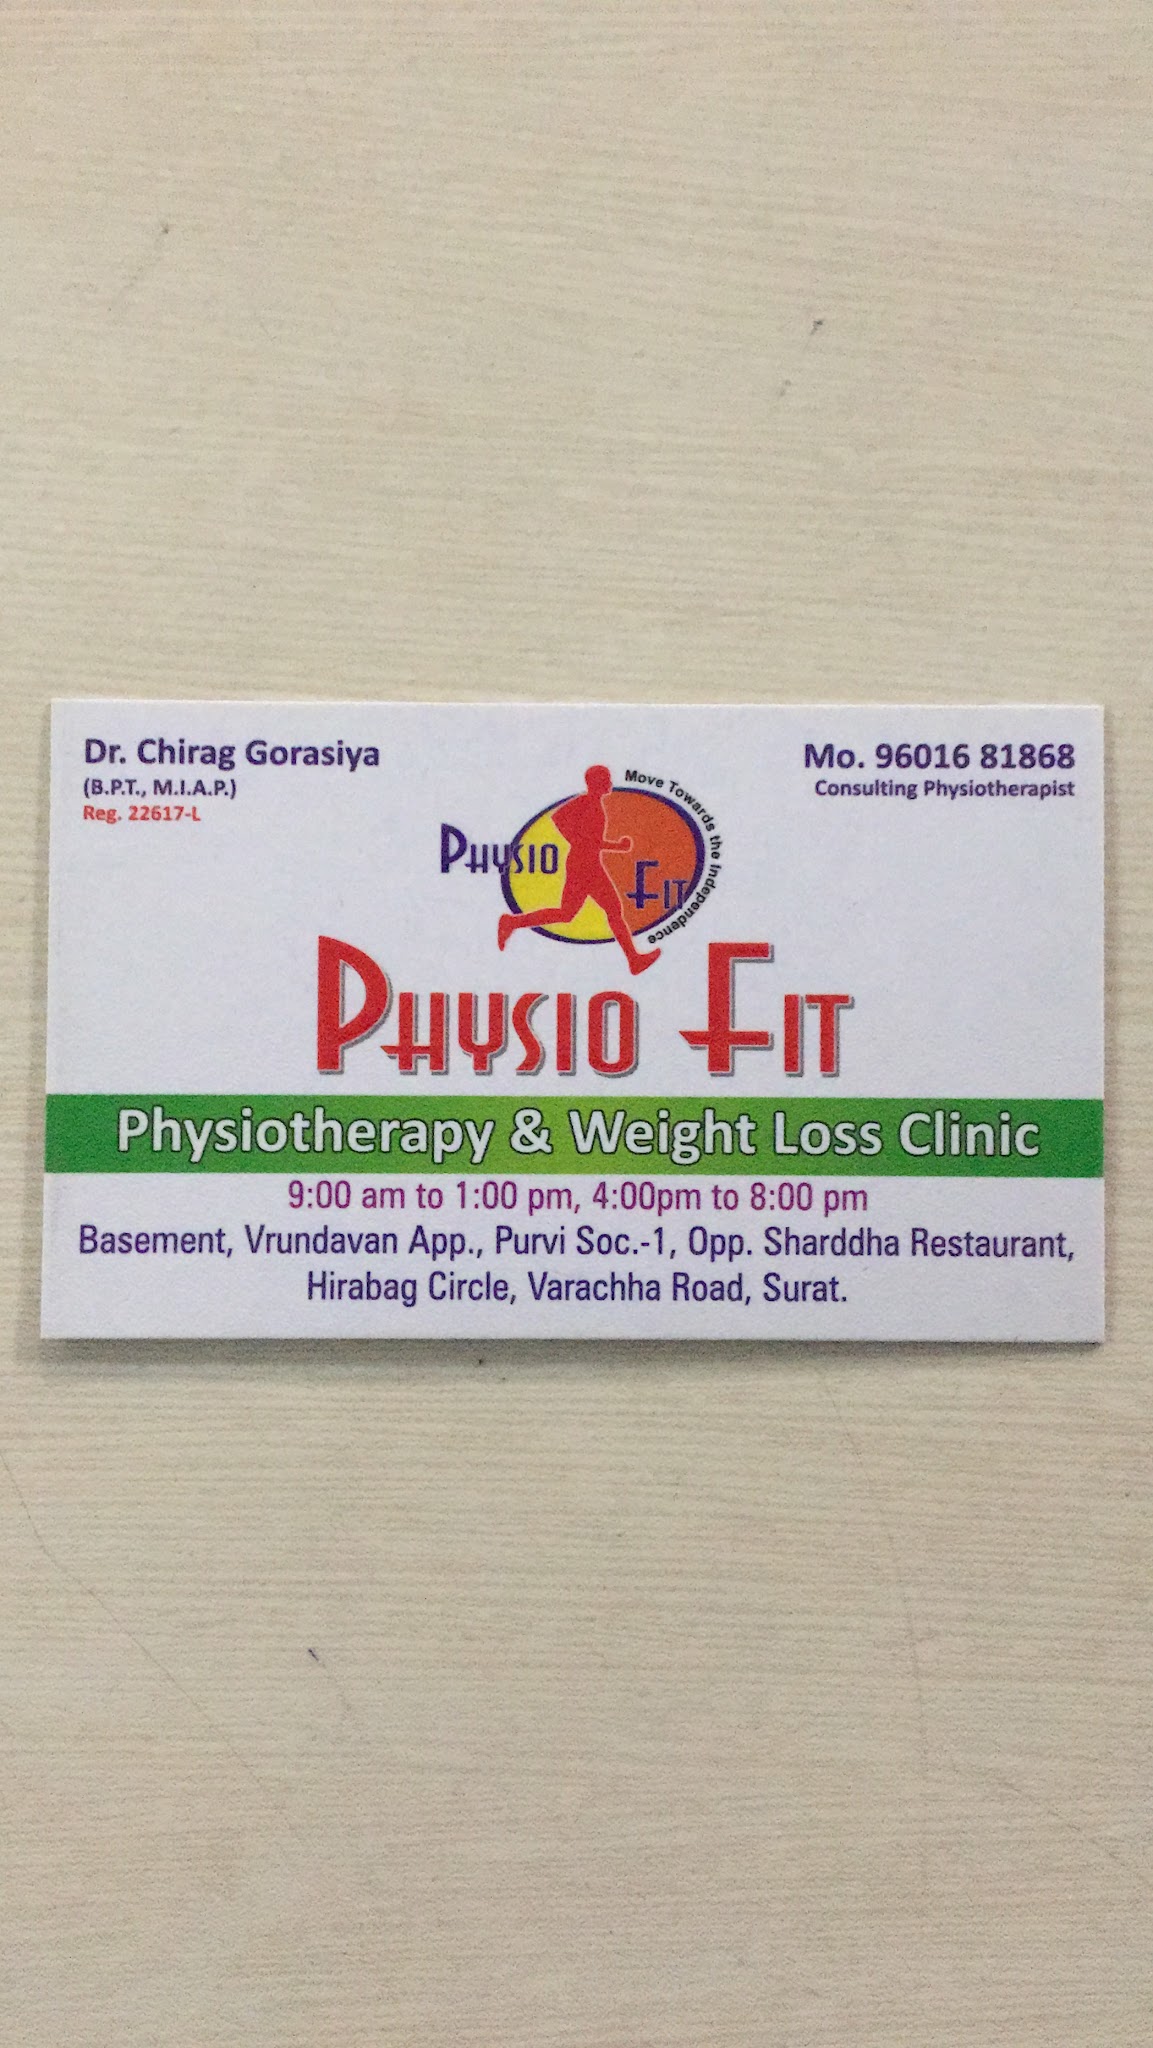 Dr. Chirag Gorasiya
(B.P.T., M.I.A.P.)
Reg. 22617-L
Mo. 96016 81868
Consulting Physiotherapist
Move Towards the Independence
PHYSIO
FIT
PHYSIO FIT
Physiotherapy & Weight Loss Clinic
9:00 am to 1:00 pm, 4:00pm to 8:00 pm
Basement, Vrundavan App., Purvi Soc.-1, Opp. Sharddha Restaurant,
Hirabag Circle, Varachha Road, Surat.